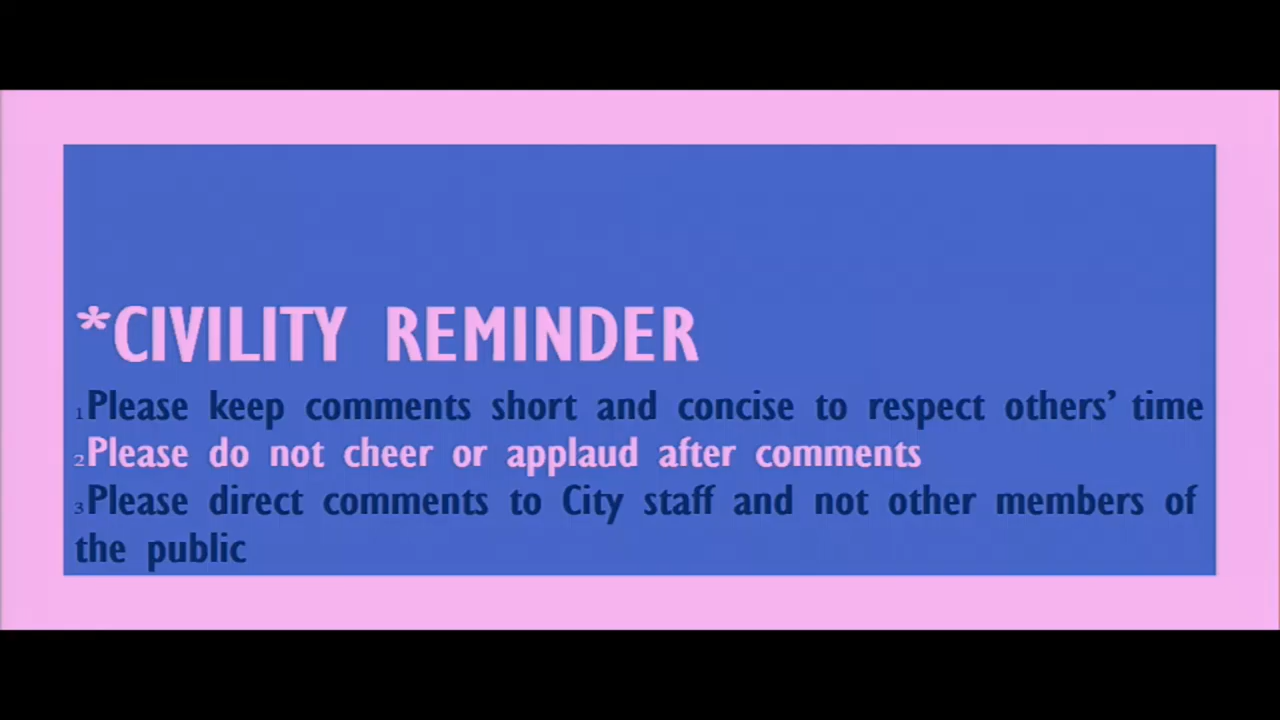 *CIVILITY REMINDER
1Please keep comments short and concise to respect others’ time
2Please do not cheer or applaud after comments
3Please direct comments to City staff and not other members of
the public